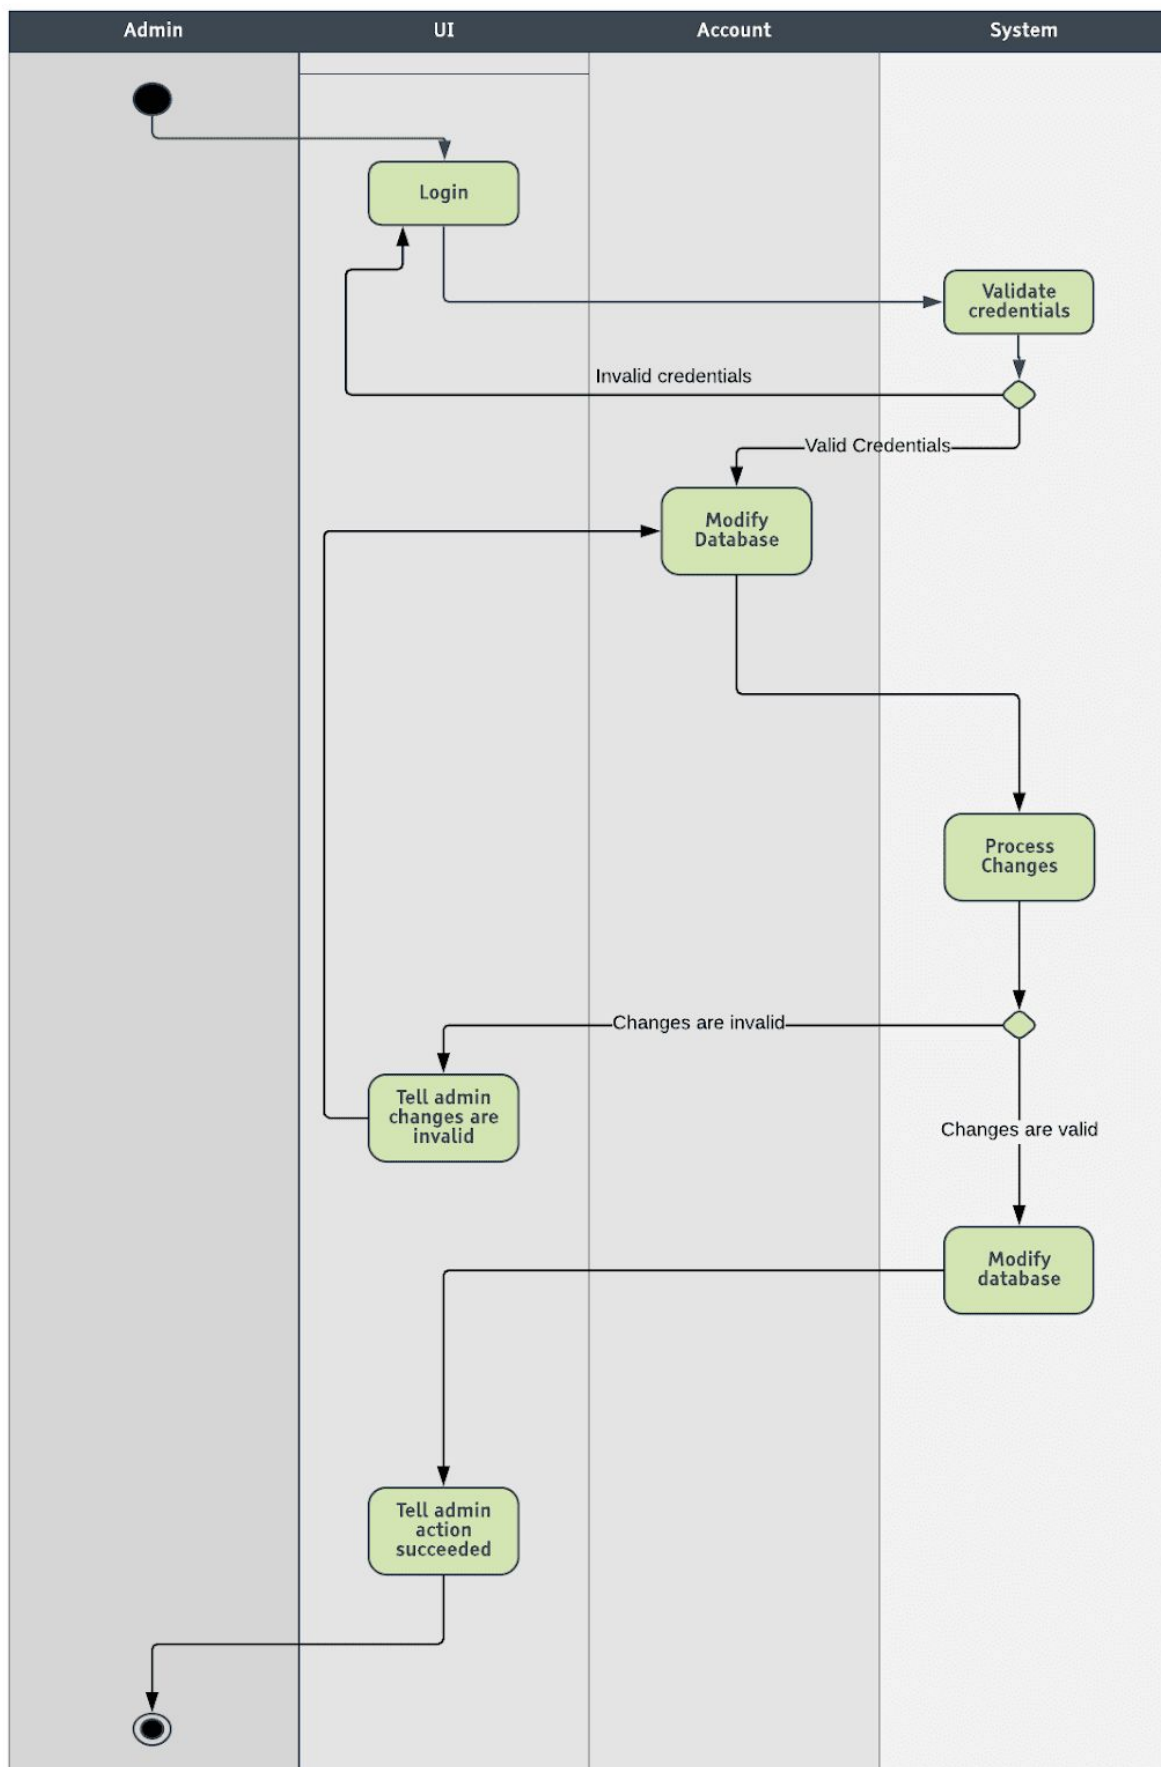 Admin
UI
Account
System
Login
Validate
credentials
Invalid credentials
Valid Credentials
Modify
Database
Process
Changes
Changes are invalid
Tell admin
changes are
invalid
Changes are valid
Modify
database
Tell admin
action
succeeded